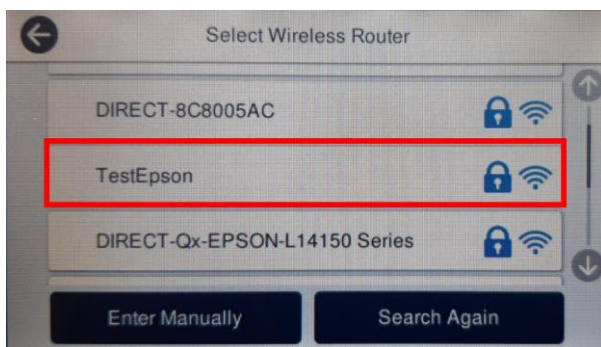 Select Wireless Router
DIRECT-8C8005AC
TestEpson
DIRECT-Qx-EPSON-L14150 Series
Enter Manually
Search Again